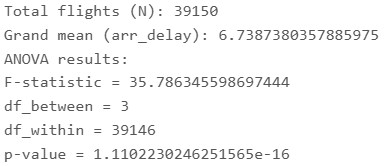 Total flights (N): 39150
Grand mean (arr_delay): 6.7387380357885975
ANOVA results:
F-statistic = 35.786345598697444
df_between = 3
df_within = 39146
p-value = 1.1102230246251565e-16